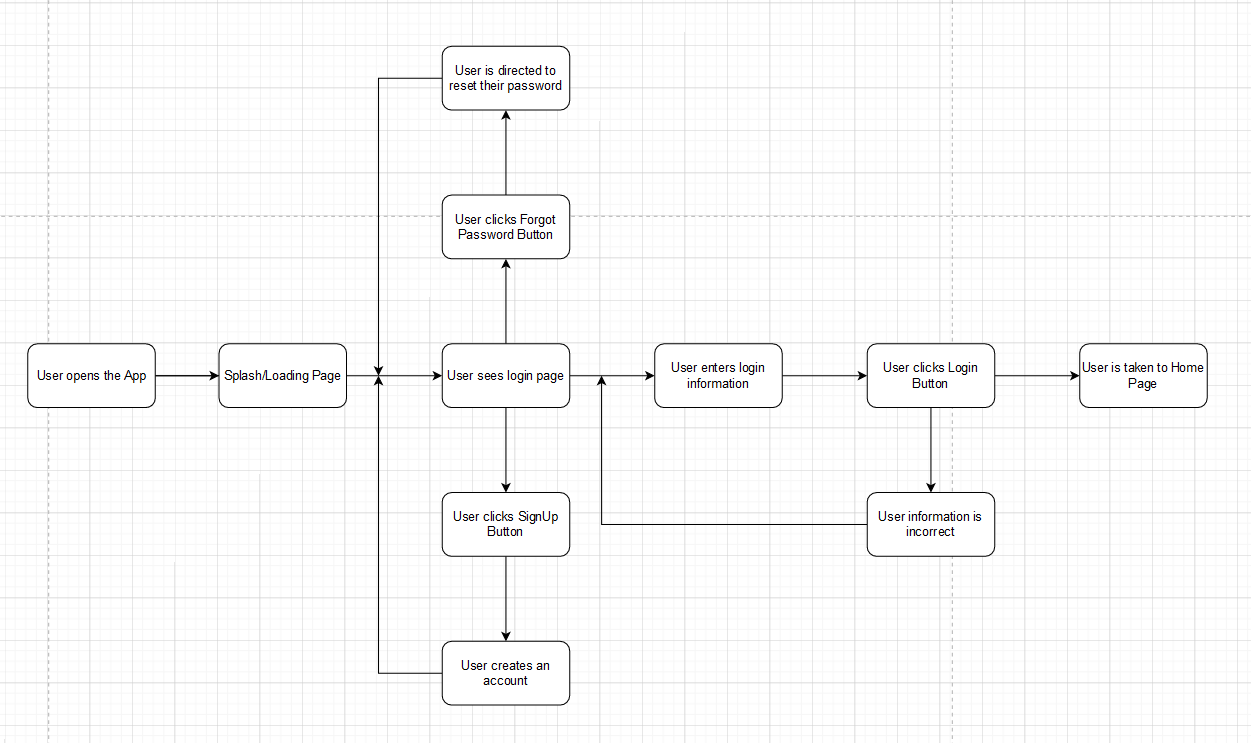 User is directed to
reset their password
User clicks Forgot
Password Button
User opens the App
Splash/Loading Page
User sees login page
User enters login
information
User clicks Login
Button
User is taken to Home
Page
User clicks SignUp
Button
User information is
incorrect
User creates an
account